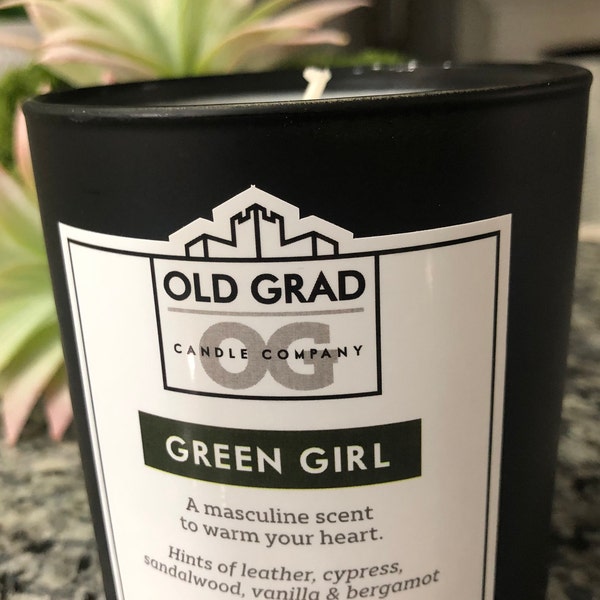 OLD GRAD
OG
CANDLE COMPANY
GREEN GIRL
A masculine scent
to warm your heart.
Hints of leather, cypress,
sandalwood, vanilla & bergamot